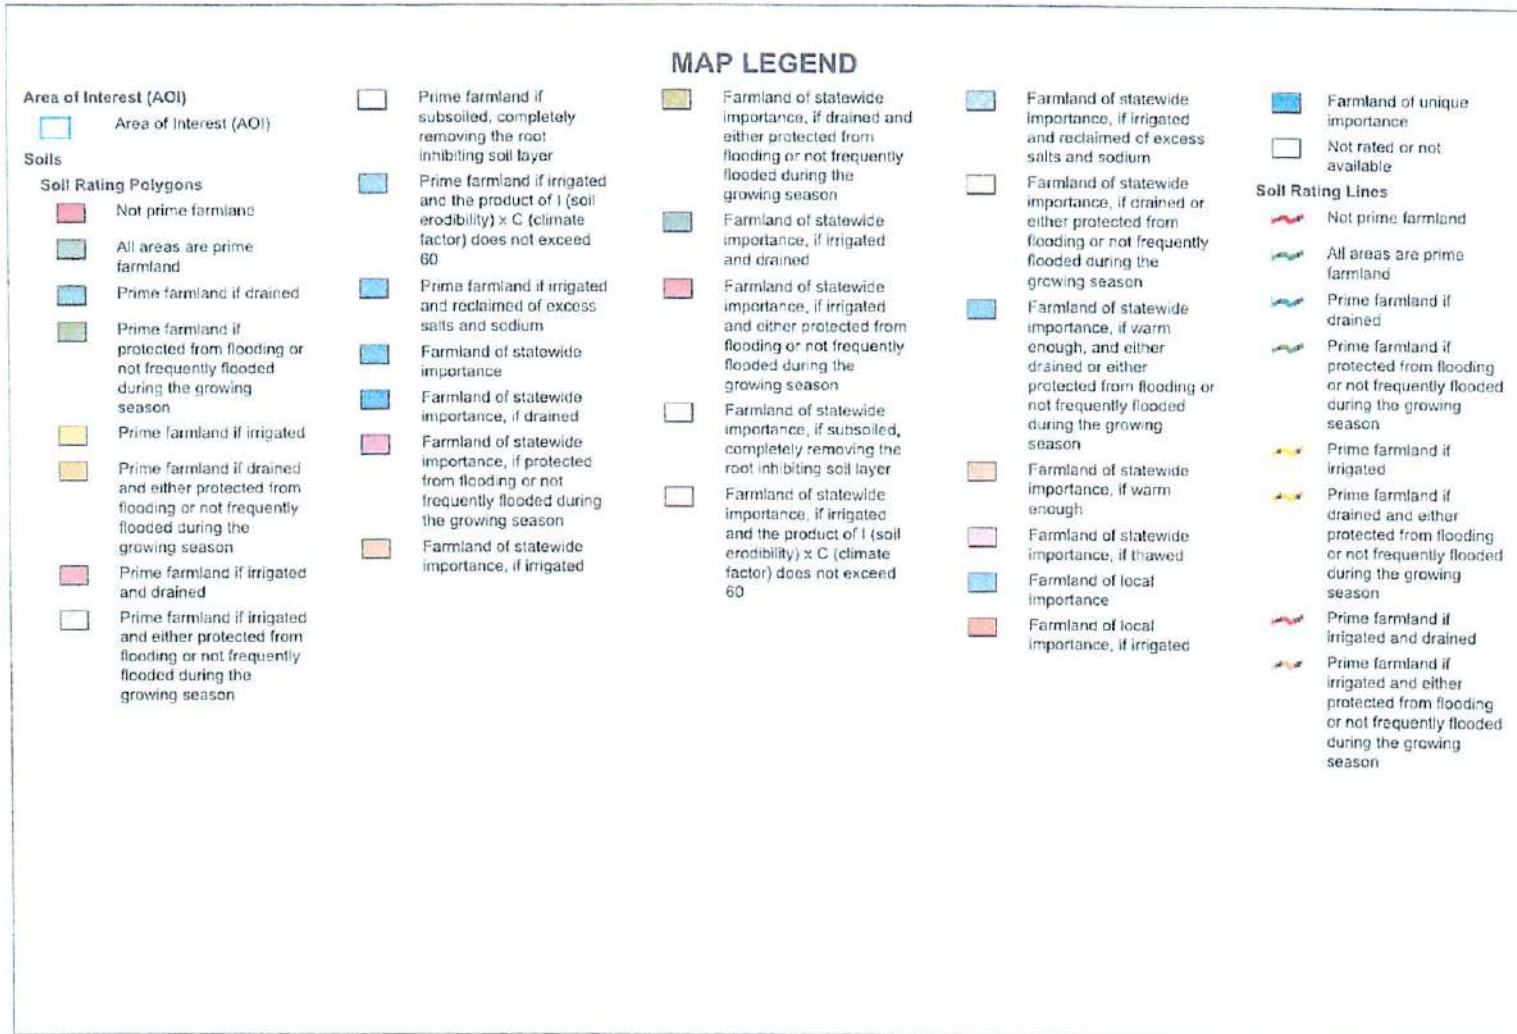 MAP LEGEND
Area of Interest (AOI)
Area of Interest (AOI)
Soils
Soil Rating Polygons
Not prime farmland
All areas are prime
farmland
Prime farmland if drained
Prime farmland if
protected from flooding or
not frequently flooded
during the growing
season
Prime farmland if irrigated
Prime farmland if drained
and either protected from
flooding or not frequently
flooded during the
growing season
Prime farmland if irrigated
and drained
Prime farmland if irrigated
and either protected from
flooding or not frequently
flooded during the
growing season
Prime farmland if
subsoiled, completely
removing the root
inhibiting soil layer
Prime farmland if irrigated
and the product of I (soil
erodibility) x C (climate
factor) does not exceed
60
Prime farmland if irrigated
and reclaimed of excess
salts and sodium
Farmland of statewide
importance
Farmland of statewide
importance, if drained
Farmland of statewide
importance, if protected
from flooding or not
frequently flooded during
the growing season
Farmland of statewide
importance, if irrigated
Farmland of statewide
importance, if drained and
either protected from
flooding or not frequently
flooded during the
growing season
Farmland of statewide
importance, if irrigated
and drained
Farmland of statewide
importance, if irrigated
and either protected from
flooding or not frequently
flooded during the
growing season
Farmland of statewide
importance, if subsoiled,
completely removing the
root inhibiting soil layer
Farmland of statewide
importance, if irrigated
and the product of I (soil
erodibility) x C (climate
factor) does not exceed
60
Farmland of statewide
importance, if irrigated
and reclaimed of excess
salts and sodium
Farmland of statewide
importance, if drained or
either protected from
flooding or not frequently
flooded during the
growing season
Farmland of statewide
importance, if warm
enough, and either
drained or either
protected from flooding or
not frequently flooded
during the growing
season
Farmland of statewide
importance, if warm
enough
Farmland of statewide
importance, if thawed
Farmland of local
importance
Farmland of local
importance, if irrigated
Farmland of unique
importance
Not rated or not
available
Soil Rating Lines
Not prime farmland
All areas are prime
farmland
Prime farmland if
drained
Prime farmland if
protected from flooding
or not frequently flooded
during the growing
season
Prime farmland if
irrigated
Prime farmland if
drained and either
protected from flooding
or not frequently flooded
during the growing
season
Prime farmland if
irrigated and drained
Prime farmland if
irrigated and either
protected from flooding
or not frequently flooded
during the growing
season